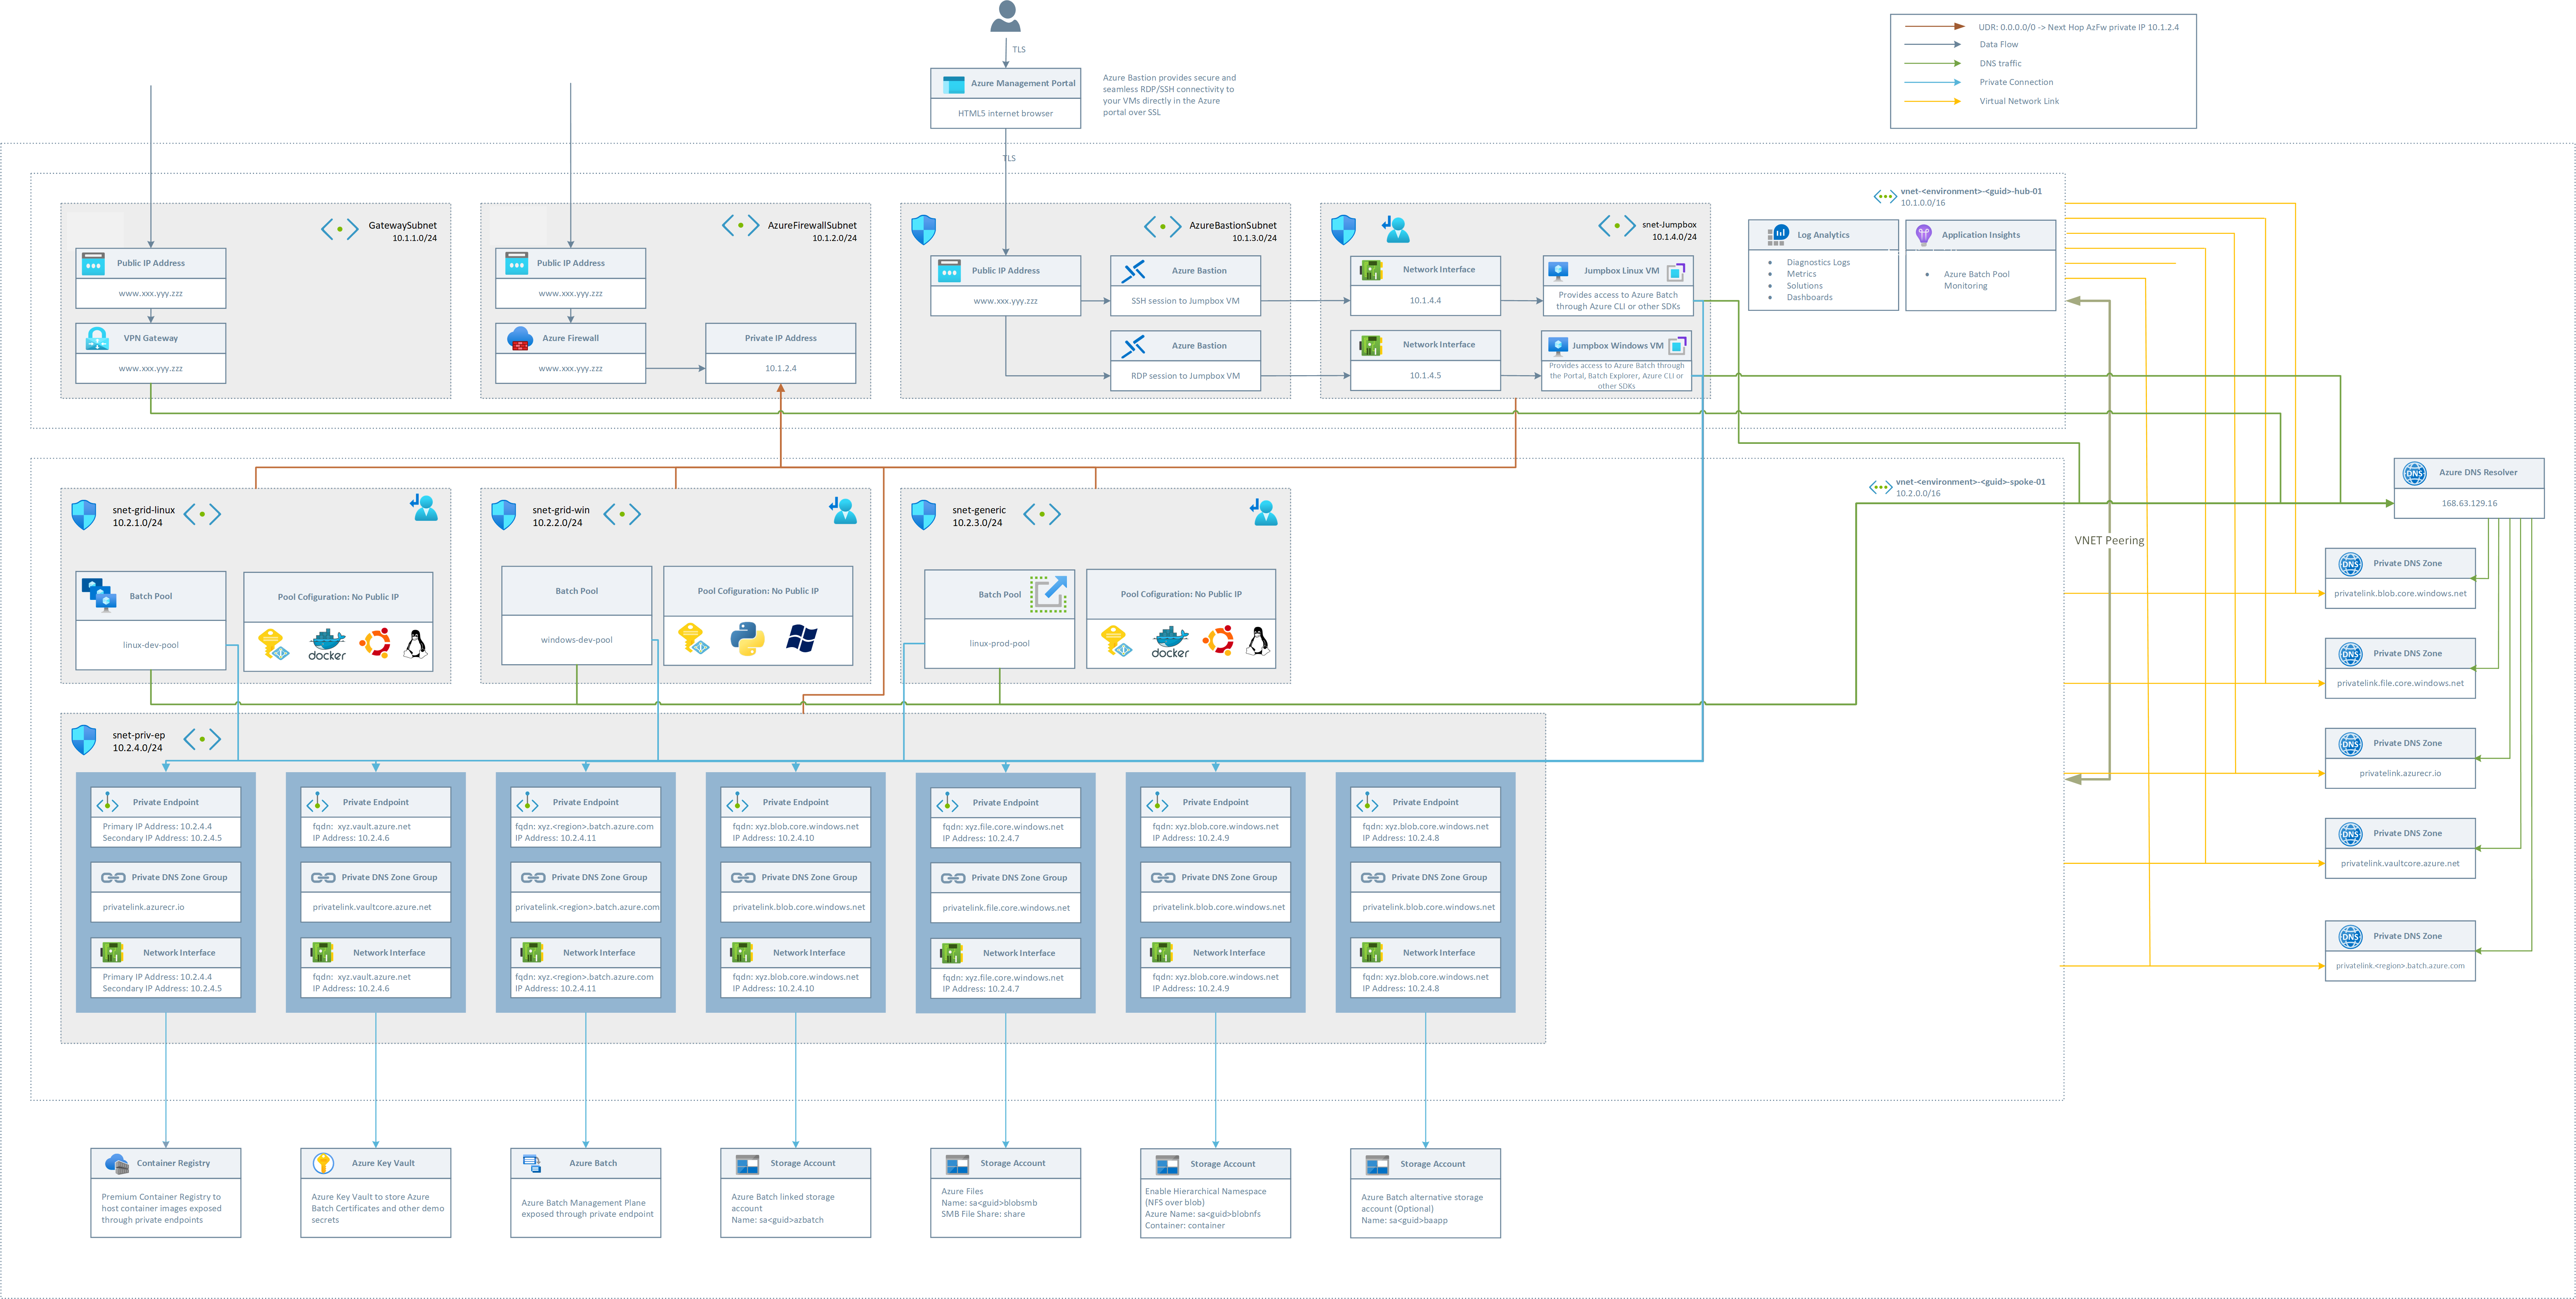 TLS
Azure Management Portal
HTML5 internet browser
Azure Bastion provides secure and
seamless RDP/SSH connectivity to
your VMs directly in the Azure
portal over SSL
UDR: 0.0.0.0/0 -> Next Hop AzFw private IP 10.1.2.4
Data Flow
DNS traffic
Private Connection
Virtual Network Link
TLS
vnet-<environment>-<guid>-hub-01
10.1.0.0/16
GatewaySubnet
10.1.1.0/24
Public IP Address
www.xxx.yyy.zzz
VPN Gateway
www.xxx.yyy.zzz
AzureFirewallSubnet
10.1.2.0/24
Public IP Address
www.xxx.yyy.zzz
Azure Firewall
www.xxx.yyy.zzz
Private IP Address
10.1.2.4
AzureBastionSubnet
10.1.3.0/24
Public IP Address
www.xxx.yyy.zzz
Azure Bastion
SSH session to Jumpbox VM
Azure Bastion
RDP session to Jumpbox VM
snet-Jumpbox
10.1.4.0/24
Network Interface
10.1.4.4
Network Interface
10.1.4.5
Jumpbox Linux VM
Provides access to Azure Batch
through Azure CLI or other SDKs
Jumpbox Windows VM
Provides access to Azure Batch through
the Portal, Batch Explorer, Azure CLI or
other SDKs
Log Analytics
Diagnostics Logs
Metrics
Solutions
Dashboards
Application Insights
Azure Batch Pool
Monitoring
vnet-<environment>-<guid>-spoke-01
10.2.0.0/16
VNET Peering
snet-grid-linux
10.2.1.0/24
Batch Pool
linux-dev-pool
Pool Cofiguration: No Public IP
docker
snet-grid-win
10.2.2.0/24
Batch Pool
windows-dev-pool
Pool Cofiguration: No Public IP
snet-generic
10.2.3.0/24
Batch Pool
linux-prod-pool
Pool Cofiguration: No Public IP
docker
snet-priv-ep
10.2.4.0/24
Private Endpoint
Primary IP Address: 10.2.4.4
Secondary IP Address: 10.2.4.5
Private DNS Zone Group
privatelink.azurecr.io
Network Interface
Primary IP Address: 10.2.4.4
Secondary IP Address: 10.2.4.5
Private Endpoint
fqdn: xyz.vault.azure.net
IP Address: 10.2.4.6
Private DNS Zone Group
privatelink.vaultcore.azure.net
Network Interface
fqdn: xyz.vault.azure.net
IP Address: 10.2.4.6
Private Endpoint
fqdn: xyz.<region>.batch.azure.com
IP Address: 10.2.4.11
Private DNS Zone Group
privatelink.<region>.batch.azure.com
Network Interface
fqdn: xyz.<region>.batch.azure.com
IP Address: 10.2.4.11
Private Endpoint
fqdn: xyz.blob.core.windows.net
IP Address: 10.2.4.10
Private DNS Zone Group
privatelink.blob.core.windows.net
Network Interface
fqdn: xyz.blob.core.windows.net
IP Address: 10.2.4.10
Private Endpoint
fqdn: xyz.file.core.windows.net
IP Address: 10.2.4.7
Private DNS Zone Group
privatelink.file.core.windows.net
Network Interface
fqdn: xyz.file.core.windows.net
IP Address: 10.2.4.7
Private Endpoint
fqdn: xyz.blob.core.windows.net
IP Address: 10.2.4.9
Private DNS Zone Group
privatelink.blob.core.windows.net
Network Interface
fqdn: xyz.blob.core.windows.net
IP Address: 10.2.4.9
Private Endpoint
fqdn: xyz.blob.core.windows.net
IP Address: 10.2.4.8
Private DNS Zone Group
privatelink.blob.core.windows.net
Network Interface
fqdn: xyz.blob.core.windows.net
IP Address: 10.2.4.8
Container Registry
Premium Container Registry to
host container images exposed
through private endpoints
Azure Key Vault
Azure Key Vault to store Azure
Batch Certificates and other demo
secrets
Azure Batch
Azure Batch Management Plane
exposed through private endpoint
Storage Account
Azure Batch linked storage
account
Name: sa<guid>azbatch
Storage Account
Azure Files
Name: sa<guid>blobsmb
SMB File Share: share
Storage Account
Enable Hierarchical Namespace
(NFS over blob)
Azure Name: sa<guid>blobnfs
Container: container
Storage Account
Azure Batch alternative storage
account (Optional)
Name: sa<guid>baapp
DNS
Azure DNS Resolver
168.63.129.16
DNS
Private DNS Zone
privatelink.blob.core.windows.net
DNS
Private DNS Zone
privatelink.file.core.windows.net
DNS
Private DNS Zone
privatelink.azurecr.io
DNS
Private DNS Zone
privatelink.vaultcore.azure.net
DNS
Private DNS Zone
privatelink.<region>.batch.azure.com